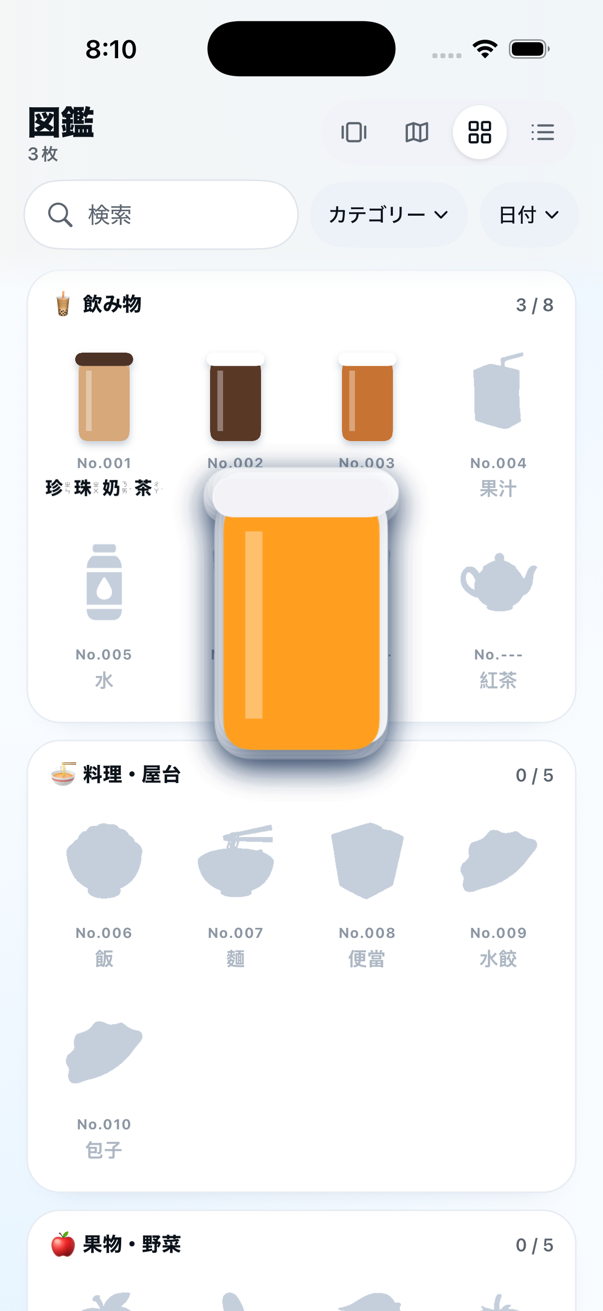 8:10
図鑑
3枚
検索
カテゴリー
日付
飲み物
3 / 8
No.001
No.002
No.003
No.004
珍珠奶茶
果汁
No.005
No.---
水
紅茶
料理・屋台
0 / 5
No.006
No.007
No.008
No.009
飯
麵
便當
水餃
No.010
包子
果物・野菜
0 / 5